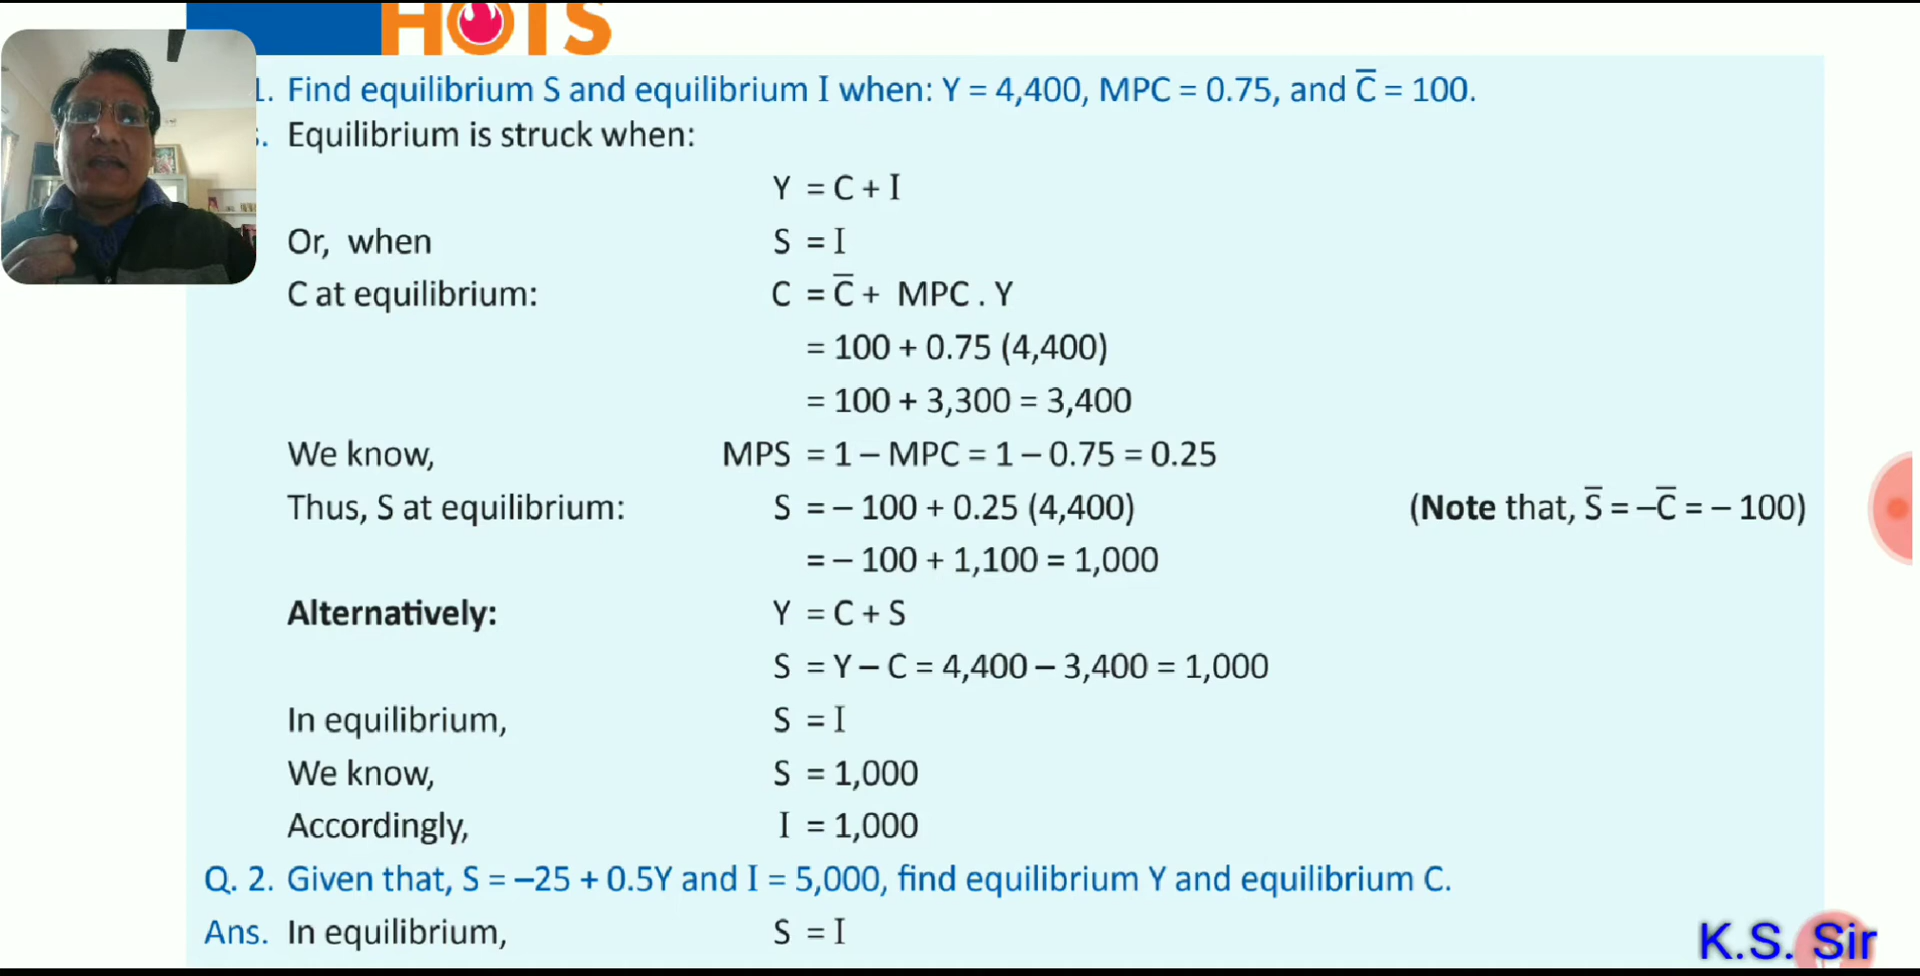 HOTS
1. Find equilibrium S and equilibrium I when: Y = 4,400, MPC = 0.75, and C̅ = 100.
s. Equilibrium is struck when:
Y = C + I
Or, when S = I
C at equilibrium: C = C̅ + MPC . Y
= 100 + 0.75 (4,400)
= 100 + 3,300 = 3,400
We know, MPS = 1 – MPC = 1 – 0.75 = 0.25
Thus, S at equilibrium: S = – 100 + 0.25 (4,400) (Note that, S̅ = –C̅ = – 100)
= – 100 + 1,100 = 1,000
Alternatively: Y = C + S
S = Y – C = 4,400 – 3,400 = 1,000
In equilibrium, S = I
We know, S = 1,000
Accordingly, I = 1,000
Q. 2. Given that, S = –25 + 0.5Y and I = 5,000, find equilibrium Y and equilibrium C.
Ans. In equilibrium, S = I
K.S. Sir